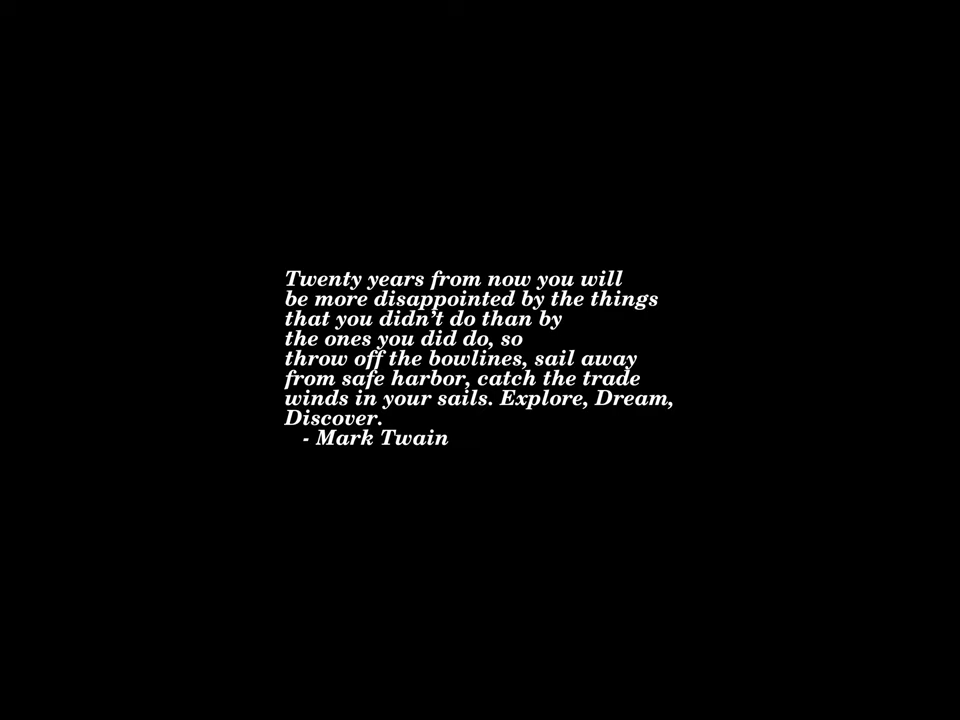 Twenty years from now you will
be more disappointed by the things
that you didn’t do than by
the ones you did do, so
throw off the bowlines, sail away
from safe harbor, catch the trade
winds in your sails. Explore, Dream,
Discover.
- Mark Twain